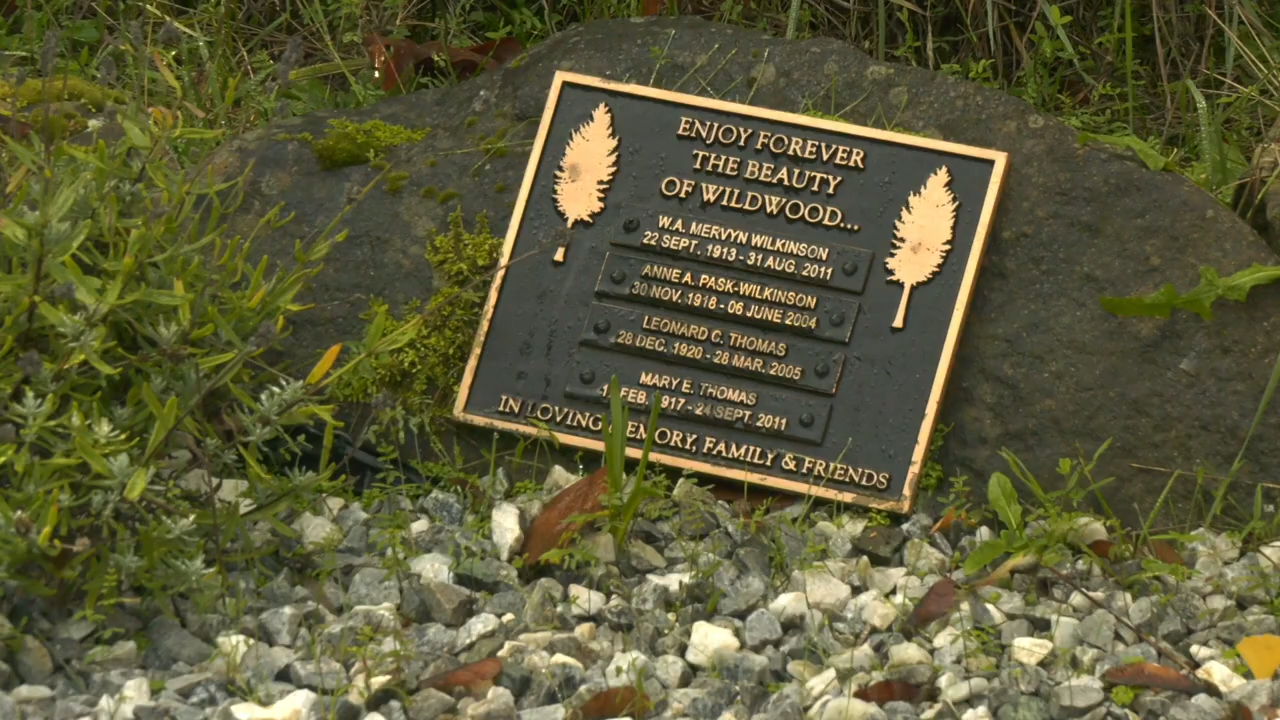 ENJOY FOREVER
THE BEAUTY
OF WILDWOOD...
W.A. MERVYN WILKINSON
22 SEPT. 1913 - 31 AUG. 2011
ANNE A. PASK-WILKINSON
30 NOV. 1918 - 06 JUNE 2004
LEONARD C. THOMAS
28 DEC. 1920 - 28 MAR. 2005
MARY E. THOMAS
FEB. 1917 - 24 SEPT. 2011
IN LOVING MEMORY, FAMILY & FRIENDS